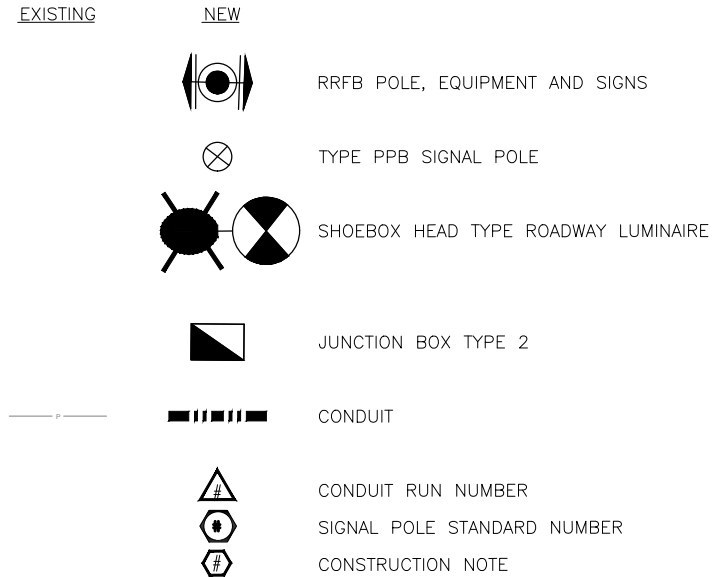 EXISTING NEW
RRFB POLE, EQUIPMENT AND SIGNS
TYPE PPB SIGNAL POLE
SHOEBOX HEAD TYPE ROADWAY LUMINAIRE
JUNCTION BOX TYPE 2
P CONDUIT
# CONDUIT RUN NUMBER
# SIGNAL POLE STANDARD NUMBER
# CONSTRUCTION NOTE